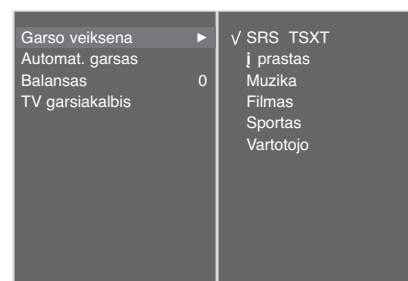 Garso veiksena ►
Automat. garsas
Balansas 0
TV garsiakalbis
√ SRS TSXT
į prastas
Muzika
Filmas
Sportas
Vartotojo